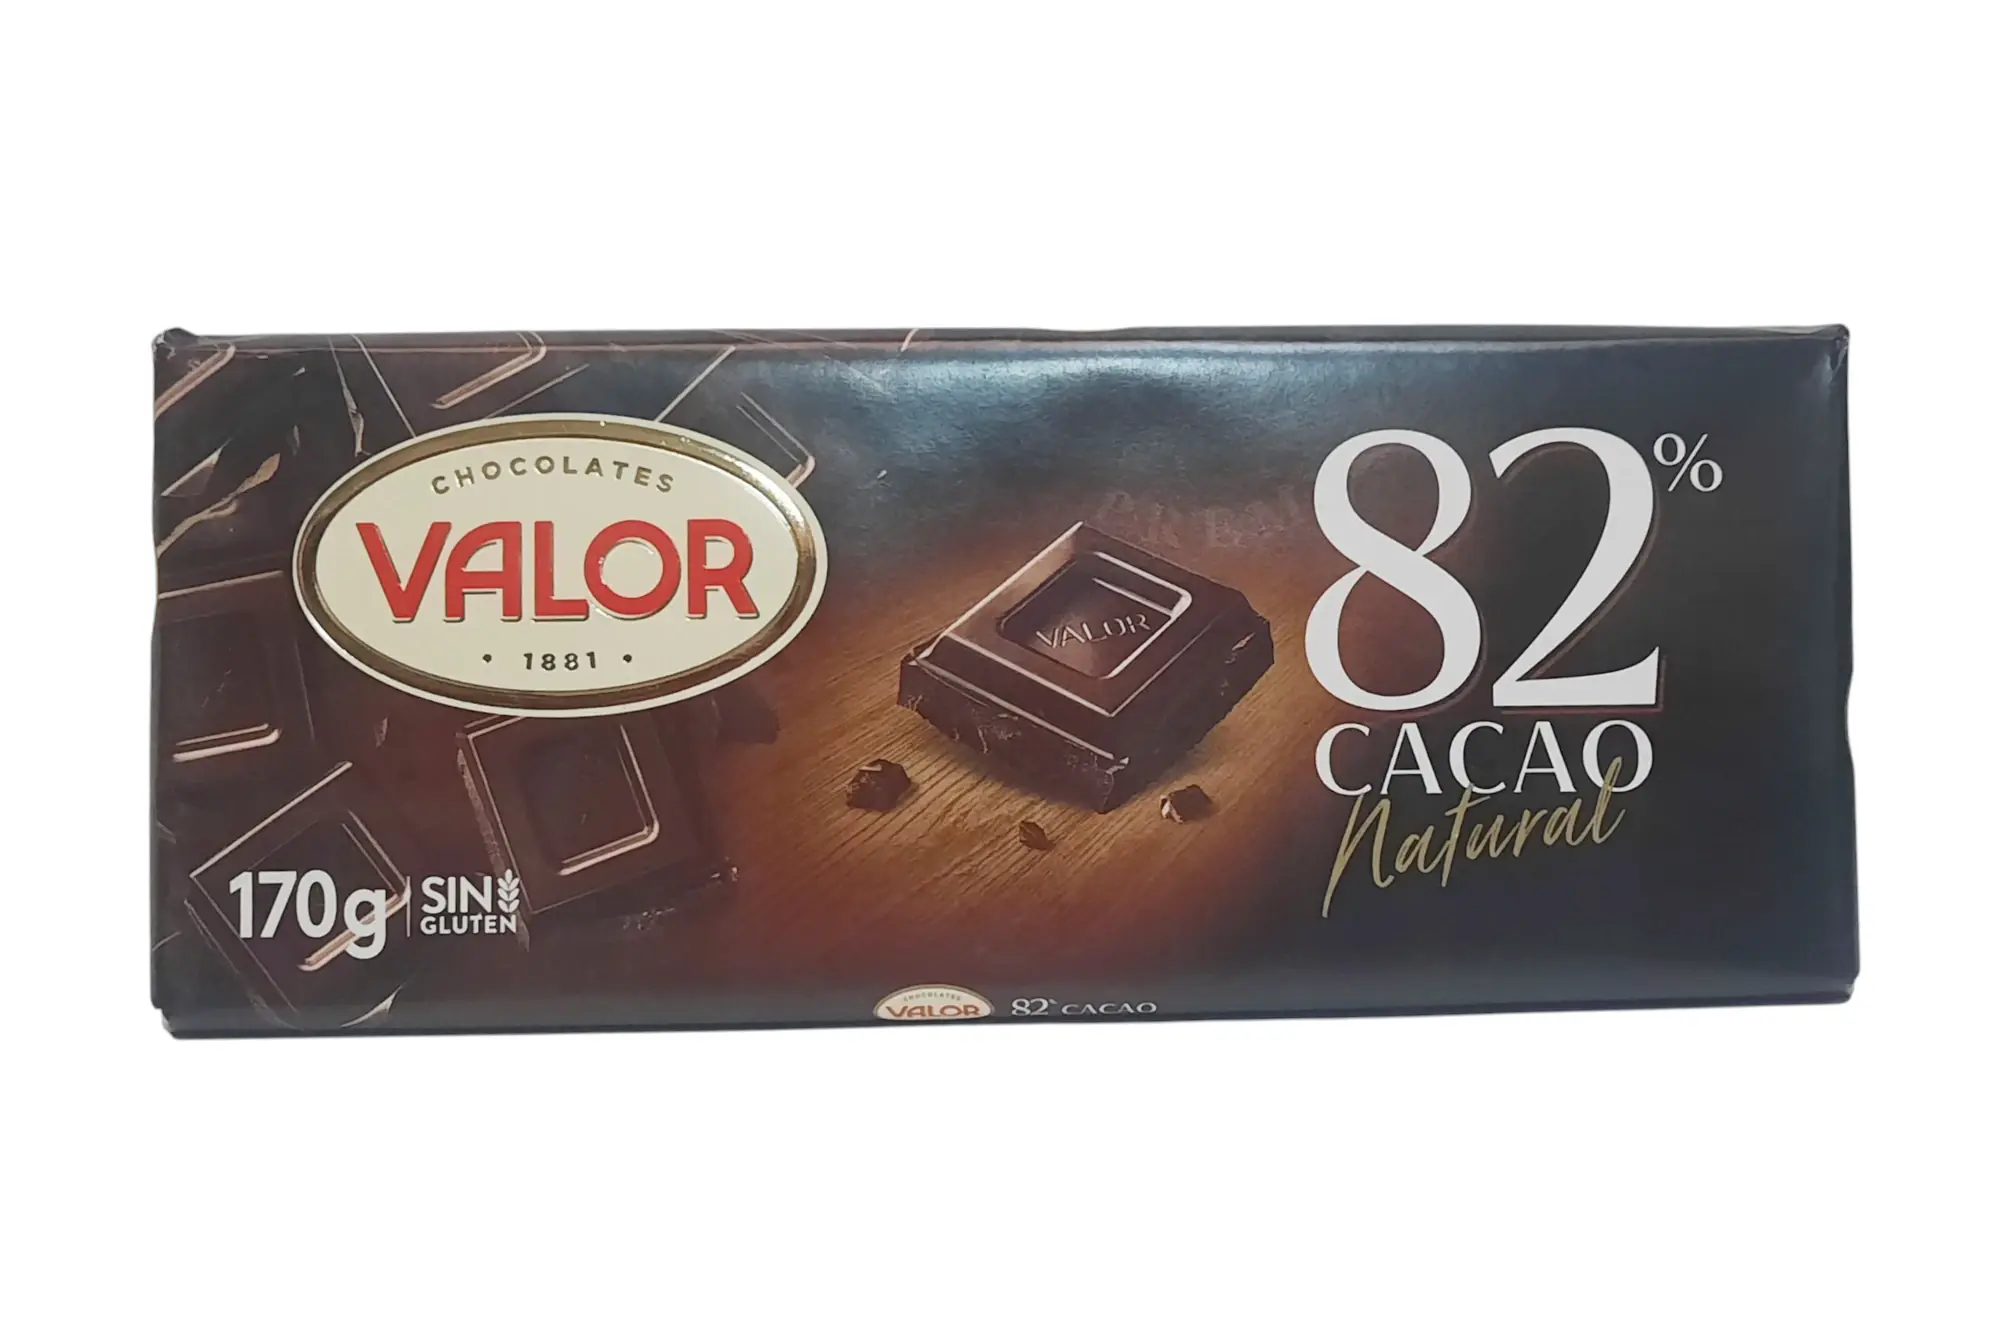 CHOCOLATES
VALOR
• 1881 •
VALOR
82%
CACAO
Natural
170g
SIN
GLUTEN
CHOCOLATES
VALOR
82% CACAO